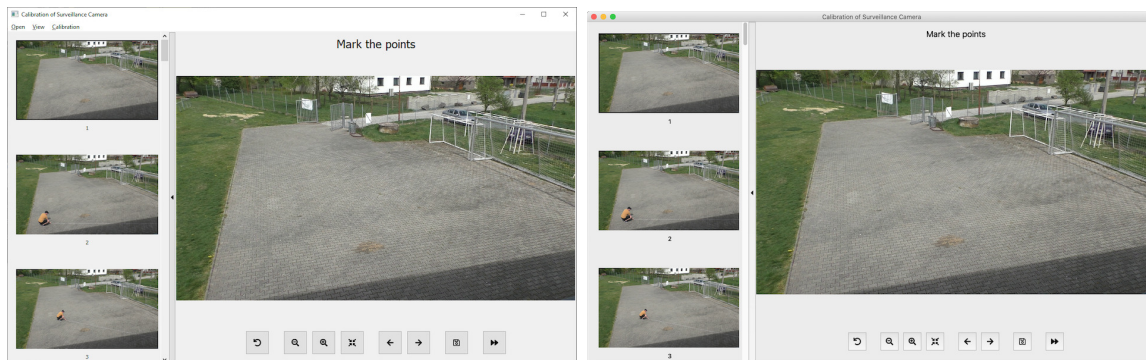 Calibration of Surveillance Camera
Open View Calibration
Mark the points
1
2
3
Calibration of Surveillance Camera
Mark the points
1
2
3